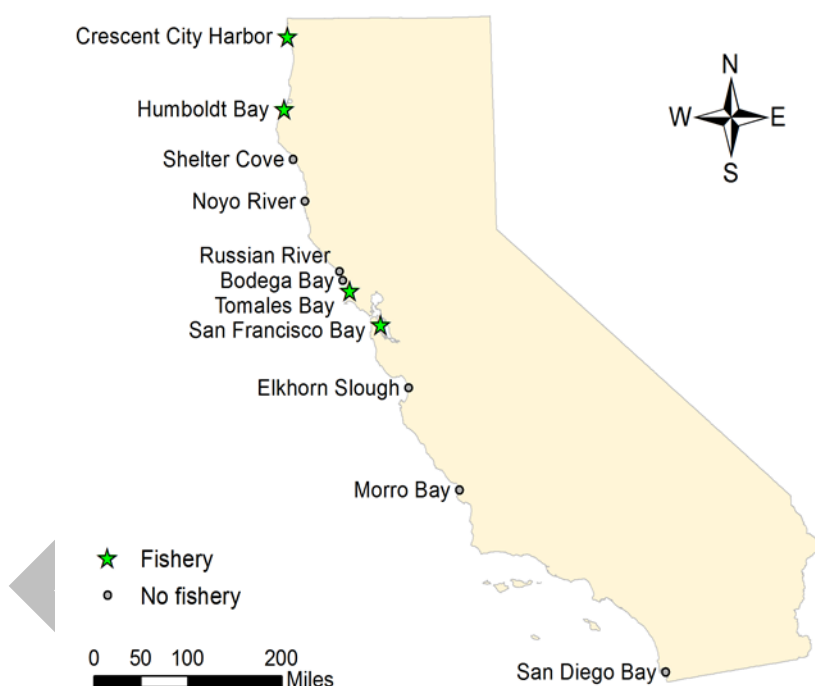 Crescent City Harbor
N
Humboldt Bay
W E
S
Shelter Cove
Noyo River
Russian River
Bodega Bay
Tomales Bay
San Francisco Bay
Elkhorn Slough
Morro Bay
Fishery
No fishery
0 50 100 200
Miles
San Diego Bay